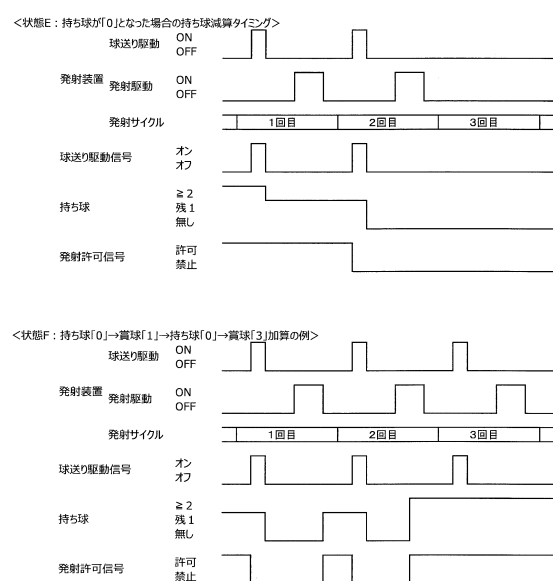 ＜状態E：持ち球が「0」となった場合の持ち球減算タイミング＞
球送り駆動 ON
OFF
発射装置 発射駆動 ON
OFF
発射サイクル 1回目 2回目 3回目
球送り駆動信号 オン
オフ
持ち球 ≧2
残1
無し
発射許可信号 許可
禁止
＜状態F：持ち球「0」→賞球「1」→持ち球「0」→賞球「3」加算の例＞
球送り駆動 ON
OFF
発射装置 発射駆動 ON
OFF
発射サイクル 1回目 2回目 3回目
球送り駆動信号 オン
オフ
持ち球 ≧2
残1
無し
発射許可信号 許可
禁止